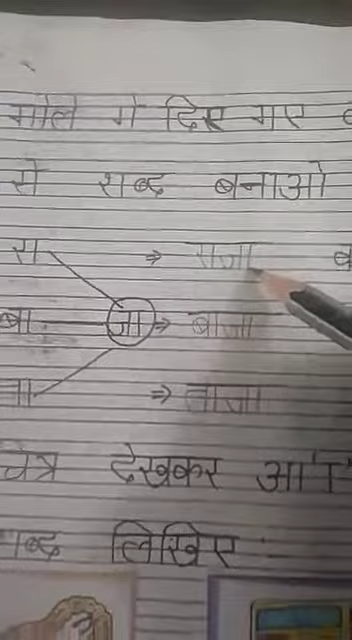 गोले में दिए गए
से शब्द बनाओ
रा ⇒ राजा
बा जा ⇒ बाजा
ता ⇒ ताजा
चित्र देखकर
शब्द लिखिए